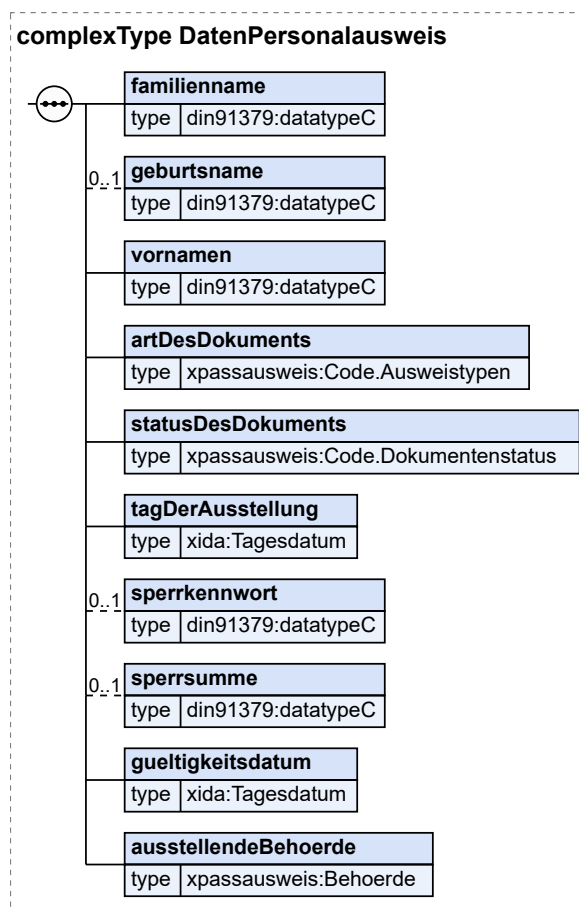 complexType DatenPersonalausweis
familienname
type din91379:datatypeC
0..1 geburtsname
type din91379:datatypeC
vornamen
type din91379:datatypeC
artDesDokuments
type xpassausweis:Code.Ausweistypen
statusDesDokuments
type xpassausweis:Code.Dokumentenstatus
tagDerAusstellung
type xida:Tagesdatum
0..1 sperrkennwort
type din91379:datatypeC
0..1 sperrsumme
type din91379:datatypeC
gueltigkeitsdatum
type xida:Tagesdatum
ausstellendeBehoerde
type xpassausweis:Behoerde